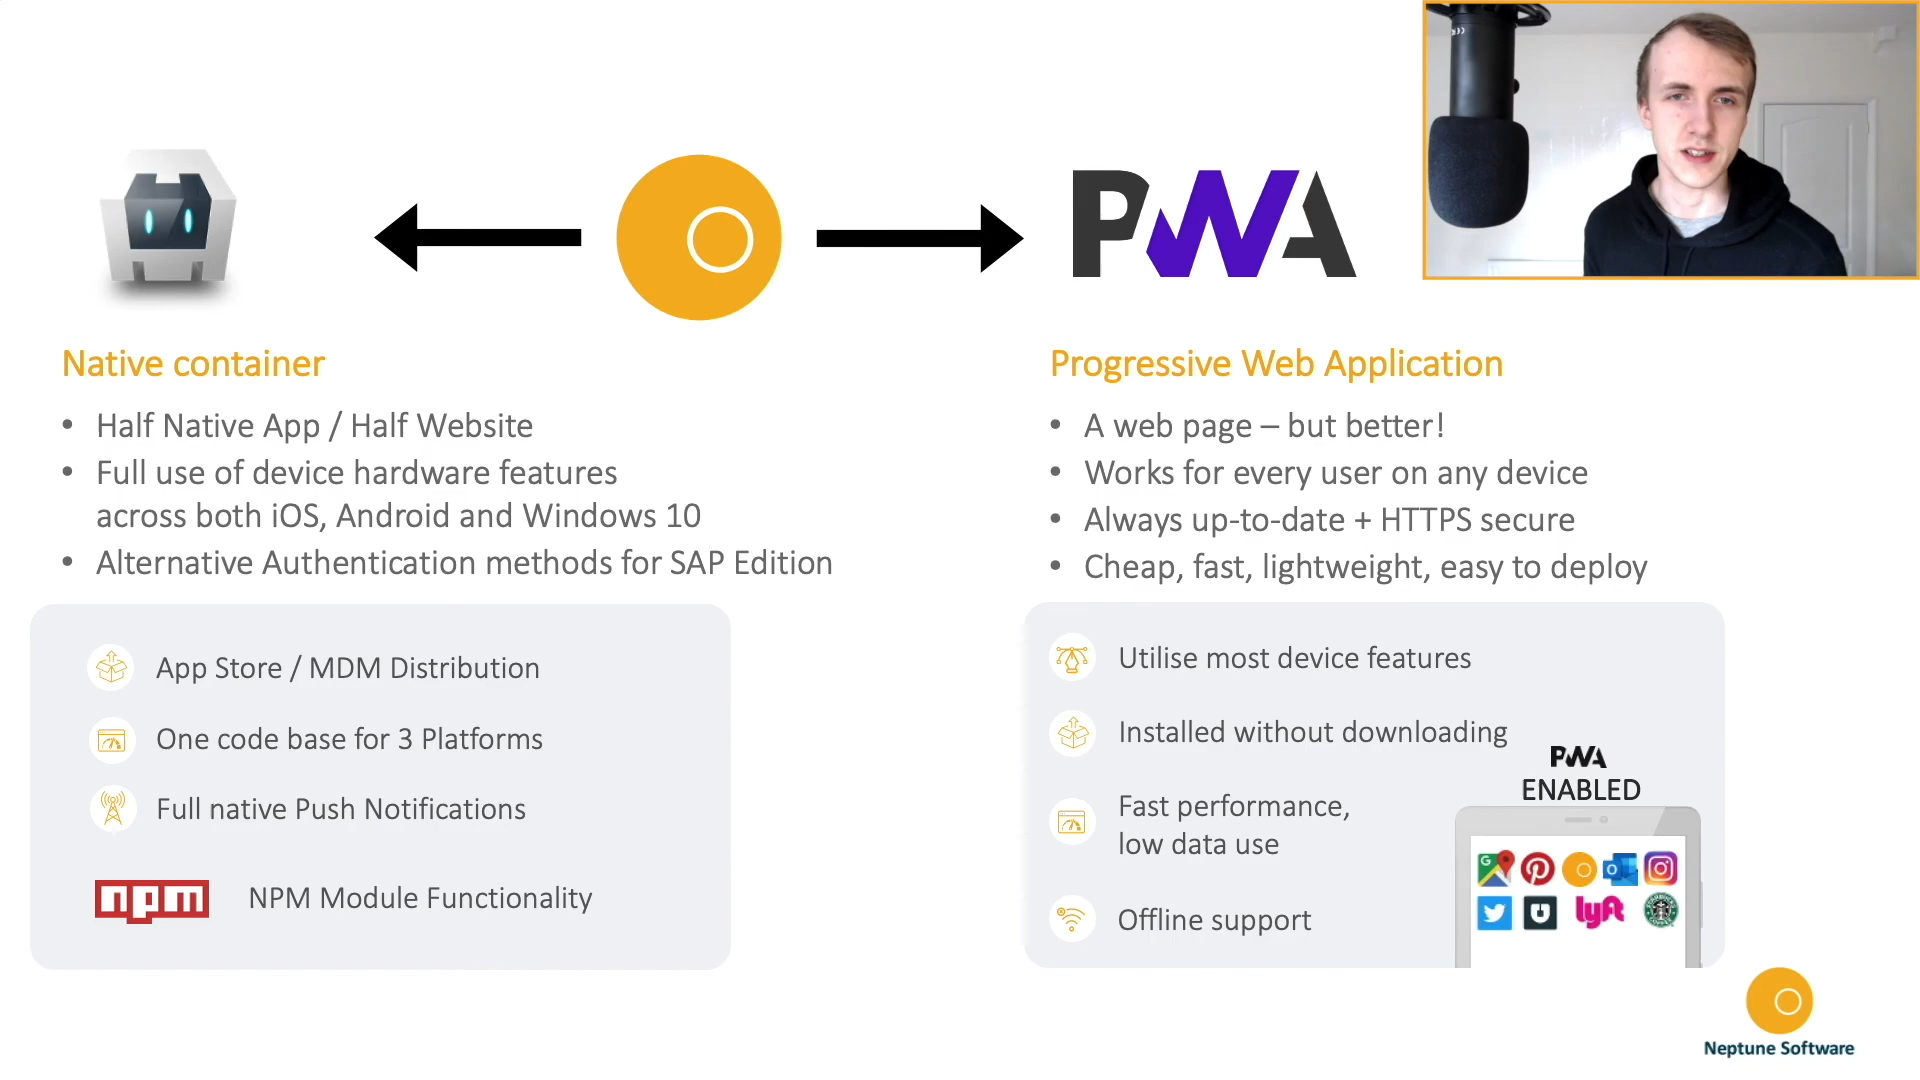 PWA
Native container
• Half Native App / Half Website
• Full use of device hardware features
across both iOS, Android and Windows 10
• Alternative Authentication methods for SAP Edition
App Store / MDM Distribution
One code base for 3 Platforms
Full native Push Notifications
npm
NPM Module Functionality
Progressive Web Application
• A web page – but better!
• Works for every user on any device
• Always up-to-date + HTTPS secure
• Cheap, fast, lightweight, easy to deploy
Utilise most device features
Installed without downloading
Fast performance,
low data use
Offline support
PWA
ENABLED
G
lyft
Neptune Software